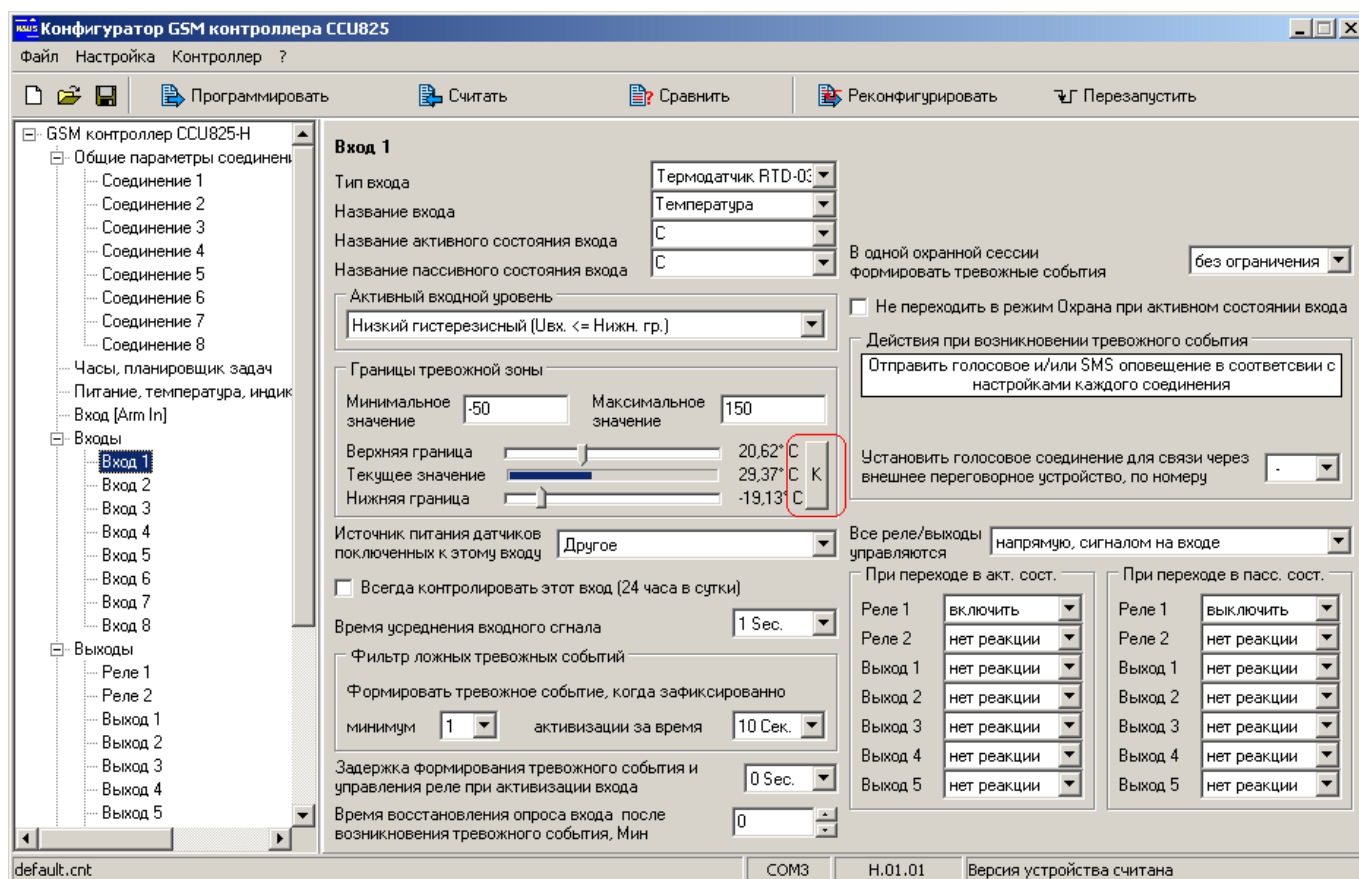 Конфигуратор GSM контроллера CCU825
Файл Настройка Контроллер ?
Программировать Считать Сравнить Реконфигурировать Перезапустить
GSM контроллер CCU825-H
Общие параметры соединени
Соединение 1
Соединение 2
Соединение 3
Соединение 4
Соединение 5
Соединение 6
Соединение 7
Соединение 8
Часы, планировщик задач
Питание, температура, индик
Вход [Arm In]
Входы
Вход 1
Вход 2
Вход 3
Вход 4
Вход 5
Вход 6
Вход 7
Вход 8
Выходы
Реле 1
Реле 2
Выход 1
Выход 2
Выход 3
Выход 4
Выход 5
Вход 1
Тип входа Термодатчик RTD-03
Название входа Температура
Название активного состояния входа C
Название пассивного состояния входа C
Активный входной уровень
Низкий гистерезисный (Uвх. <= Нижн. гр.)
Границы тревожной зоны
Минимальное значение -50 Максимальное значение 150
Верхняя граница 20,62° C
Текущее значение 29,37° C K
Нижняя граница -19,13° C
Источник питания датчиков
поключенных к этому входу Другое
Всегда контролировать этот вход (24 часа в сутки)
Время усреднения входного сгнала 1 Sec.
Фильтр ложных тревожных событий
Формировать тревожное событие, когда зафиксированно
минимум 1 активизации за время 10 Сек.
Задержка формирования тревожного события и
управления реле при активизации входа 0 Sec.
Время восстановления опроса входа после
возникновения тревожного события, Мин 0
В одной охранной сессии
формировать тревожные события без ограничения
Не переходить в режим Охрана при активном состоянии входа
Действия при возникновении тревожного события
Отправить голосовое и/или SMS оповещение в соответсвии с
настройками каждого соединения
Установить голосовое соединение для связи через
внешнее переговорное устройство, по номеру -
Все реле/выходы
управляются напрямую, сигналом на входе
При переходе в акт. сост.
Реле 1 включить
Реле 2 нет реакции
Выход 1 нет реакции
Выход 2 нет реакции
Выход 3 нет реакции
Выход 4 нет реакции
Выход 5 нет реакции
При переходе в пасс. сост.
Реле 1 выключить
Реле 2 нет реакции
Выход 1 нет реакции
Выход 2 нет реакции
Выход 3 нет реакции
Выход 4 нет реакции
Выход 5 нет реакции
default.cnt COM3 H.01.01 Версия устройства считана